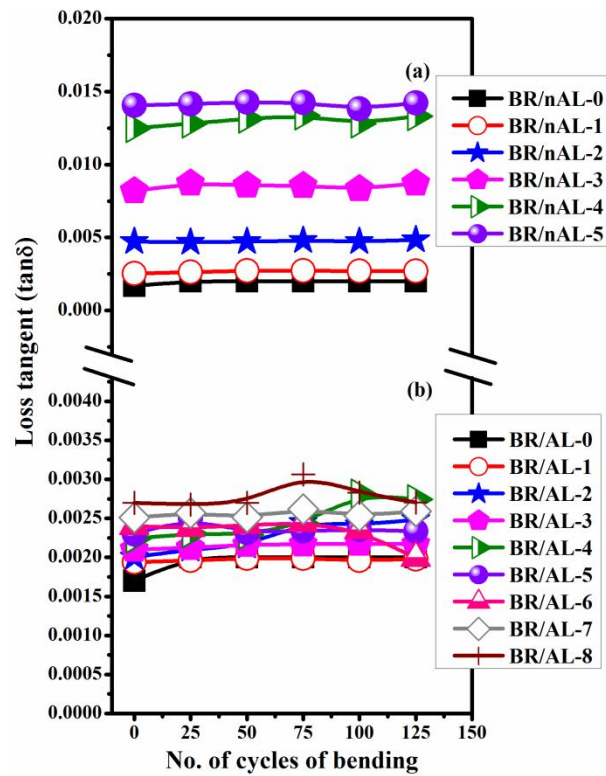 Loss tangent (tanδ)
0.020
0.015
0.010
0.005
0.000
(a)
BR/nAL-0
BR/nAL-1
BR/nAL-2
BR/nAL-3
BR/nAL-4
BR/nAL-5
(b)
0.0040
0.0035
0.0030
0.0025
0.0020
0.0015
0.0010
0.0005
0.0000
BR/AL-0
BR/AL-1
BR/AL-2
BR/AL-3
BR/AL-4
BR/AL-5
BR/AL-6
BR/AL-7
BR/AL-8
0 25 50 75 100 125 150
No. of cycles of bending